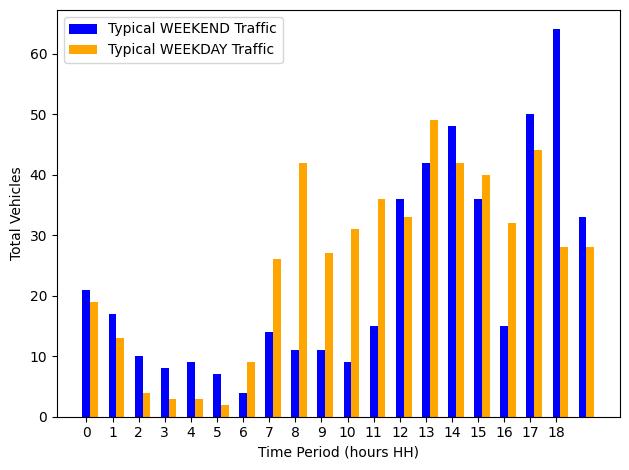 Typical WEEKEND Traffic
Typical WEEKDAY Traffic
60
50
40
30
20
10
0
Total Vehicles
0 1 2 3 4 5 6 7 8 9 10 11 12 13 14 15 16 17 18
Time Period (hours HH)